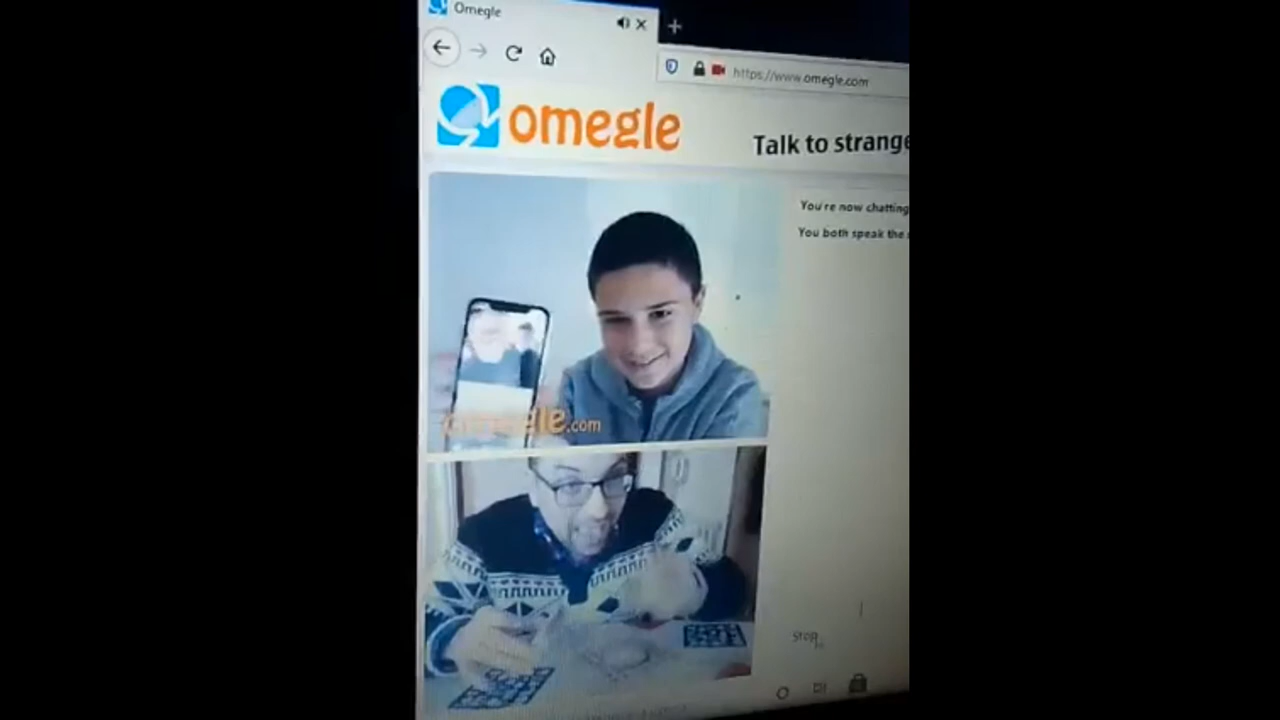 Omegle
https://www.omegle.com
omegle
Talk to strange
You're now chatting
You both speak the
omegle.com
Stop